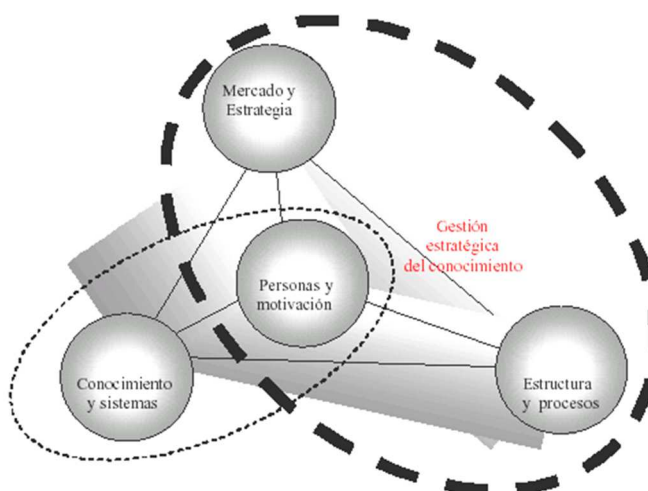 Mercado y
Estrategia
Gestión
estratégica
del conocimiento
Personas y
motivación
Conocimiento
y sistemas
Estructura
y procesos